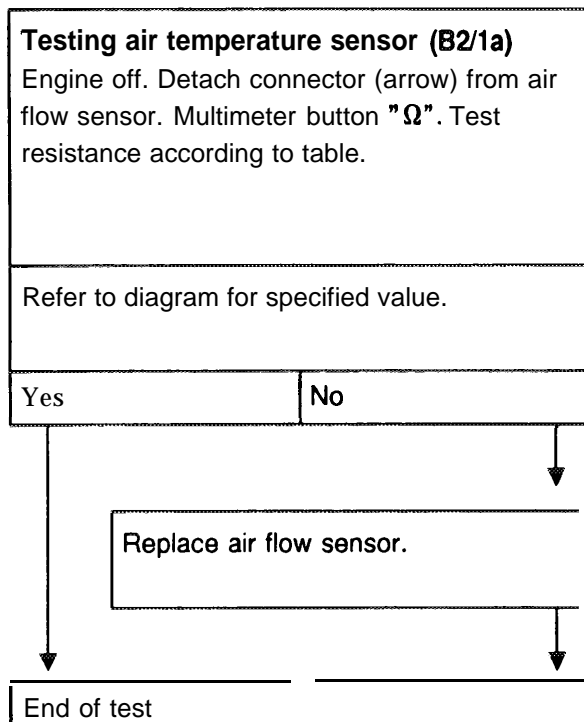 Testing air temperature sensor (B2/1a)
Engine off. Detach connector (arrow) from air
flow sensor. Multimeter button "Ω". Test
resistance according to table.
Refer to diagram for specified value.
Yes
No
Replace air flow sensor.
End of test